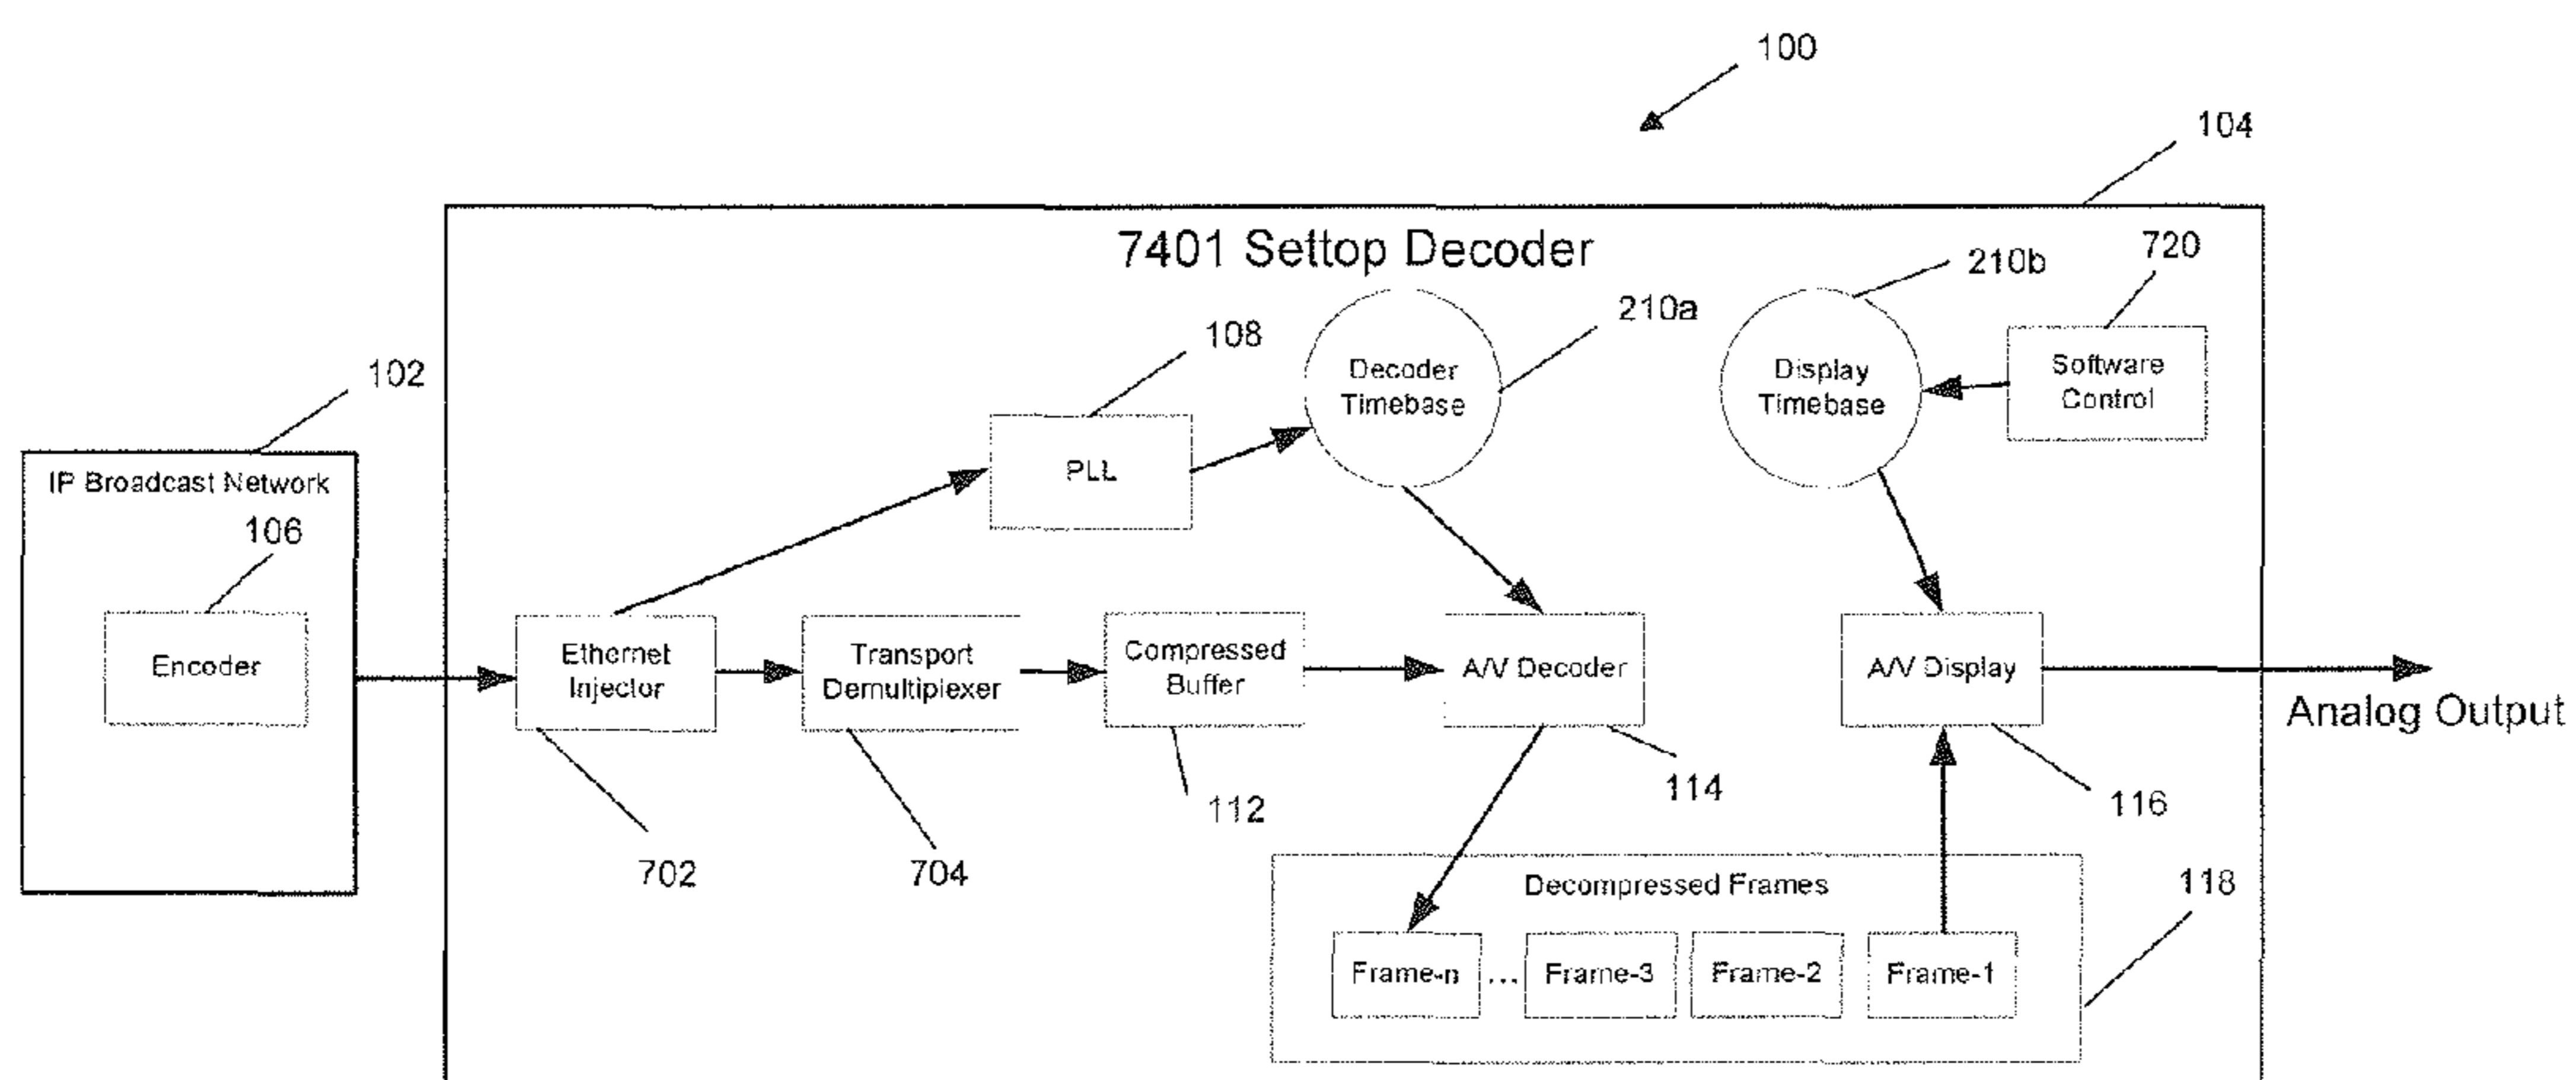 100
104
7401 Settop Decoder
720
210b
210a
108
102
Decoder
Timebase
Display
Timebase
Software
Control
PLL
IP Broadcast Network
106
Encoder
Ethernet
Injector
Transport
Demultiplexer
Compressed
Buffer
A/V Decoder
A/V Display
Analog Output
702
704
112
114
116
118
Decompressed Frames
Frame-n
...
Frame-3
Frame-2
Frame-1